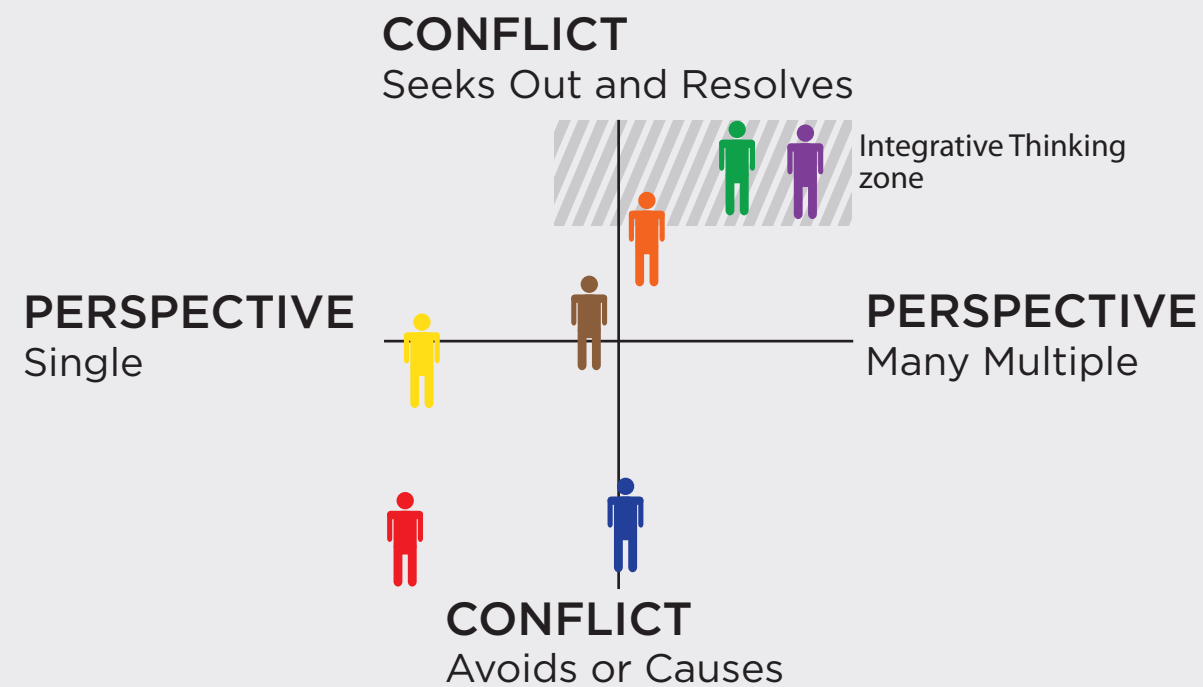 CONFLICT
Seeks Out and Resolves
Integrative Thinking
zone
PERSPECTIVE
Single
PERSPECTIVE
Many Multiple
CONFLICT
Avoids or Causes